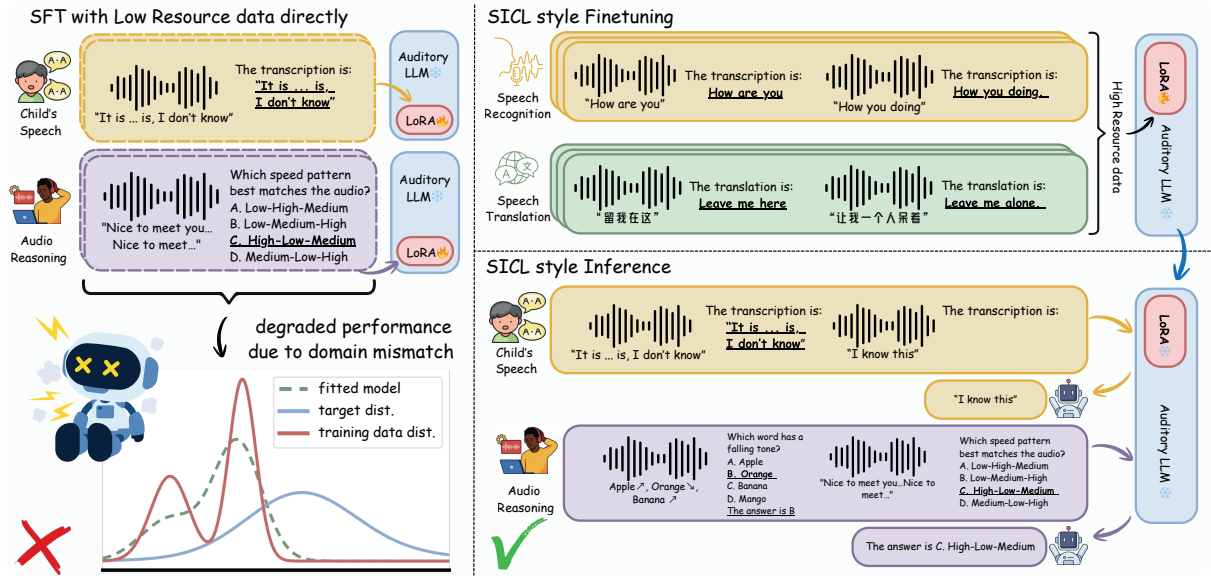 SFT with Low Resource data directly
A·A
A·A
Child's
Speech
"It is ... is, I don't know"
The transcription is:
"It is ... is,
I don't know"
Auditory
LLM
LoRA
Audio
Reasoning
"Nice to meet you...
Nice to meet..."
Which speed pattern
best matches the audio?
A. Low-High-Medium
B. Low-Medium-High
C. High-Low-Medium
D. Medium-Low-High
Auditory
LLM
LoRA
degraded performance
due to domain mismatch
fitted model
target dist.
training data dist.
SICL style Finetuning
Speech
Recognition
"How are you"
The transcription is:
How are you
"How you doing"
The transcription is:
How you doing.
A
文
Speech
Translation
"留我在这"
The translation is:
Leave me here
"让我一个人呆着"
The translation is:
Leave me alone.
High Resource data
LoRA
Auditory LLM
SICL style Inference
A·A
A·A
Child's
Speech
"It is ... is, I don't know"
The transcription is:
"It is ... is,
I don't know"
"I know this"
The transcription is:
"I know this"
LoRA
Auditory LLM
Audio
Reasoning
Apple↗, Orange↘,
Banana ↗
Which word has a
falling tone?
A. Apple
B. Orange
C. Banana
D. Mango
The answer is B
"Nice to meet you...Nice to
meet..."
Which speed pattern
best matches the audio?
A. Low-High-Medium
B. Low-Medium-High
C. High-Low-Medium
D. Medium-Low-High
The answer is C. High-Low-Medium